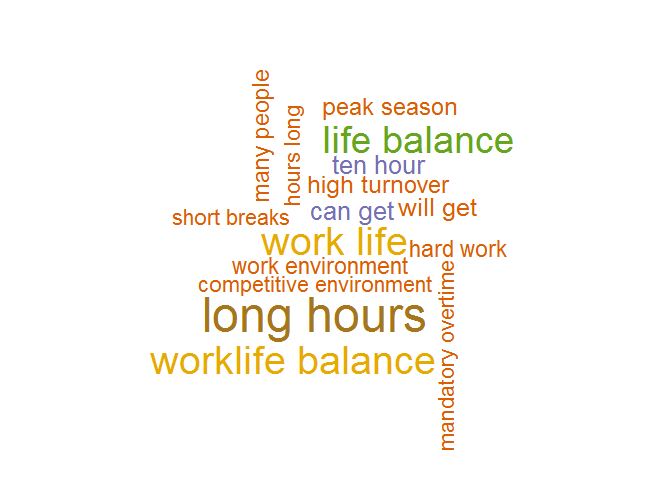 many people
hours long
peak season
life balance
ten hour
high turnover
can get
will get
short breaks
work life
hard work
work environment
competitive environment
long hours
worklife balance
mandatory overtime